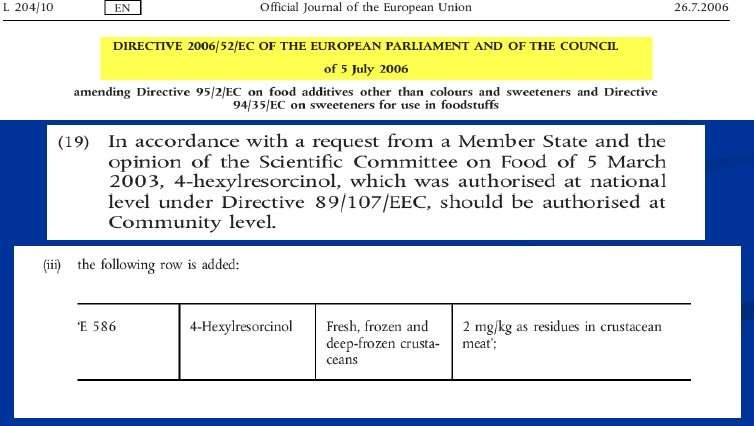 L 204/10 EN Official Journal of the European Union 26.7.2006
DIRECTIVE 2006/52/EC OF THE EUROPEAN PARLIAMENT AND OF THE COUNCIL
of 5 July 2006
amending Directive 95/2/EC on food additives other than colours and sweeteners and Directive
94/35/EC on sweeteners for use in foodstuffs
(19) In accordance with a request from a Member State and the
opinion of the Scientific Committee on Food of 5 March
2003, 4-hexylresorcinol, which was authorised at national
level under Directive 89/107/EEC, should be authorised at
Community level.
(iii) the following row is added:
‘E 586 4-Hexylresorcinol Fresh, frozen and 2 mg/kg as residues in crustacean
deep-frozen crusta- meat’;
ceans